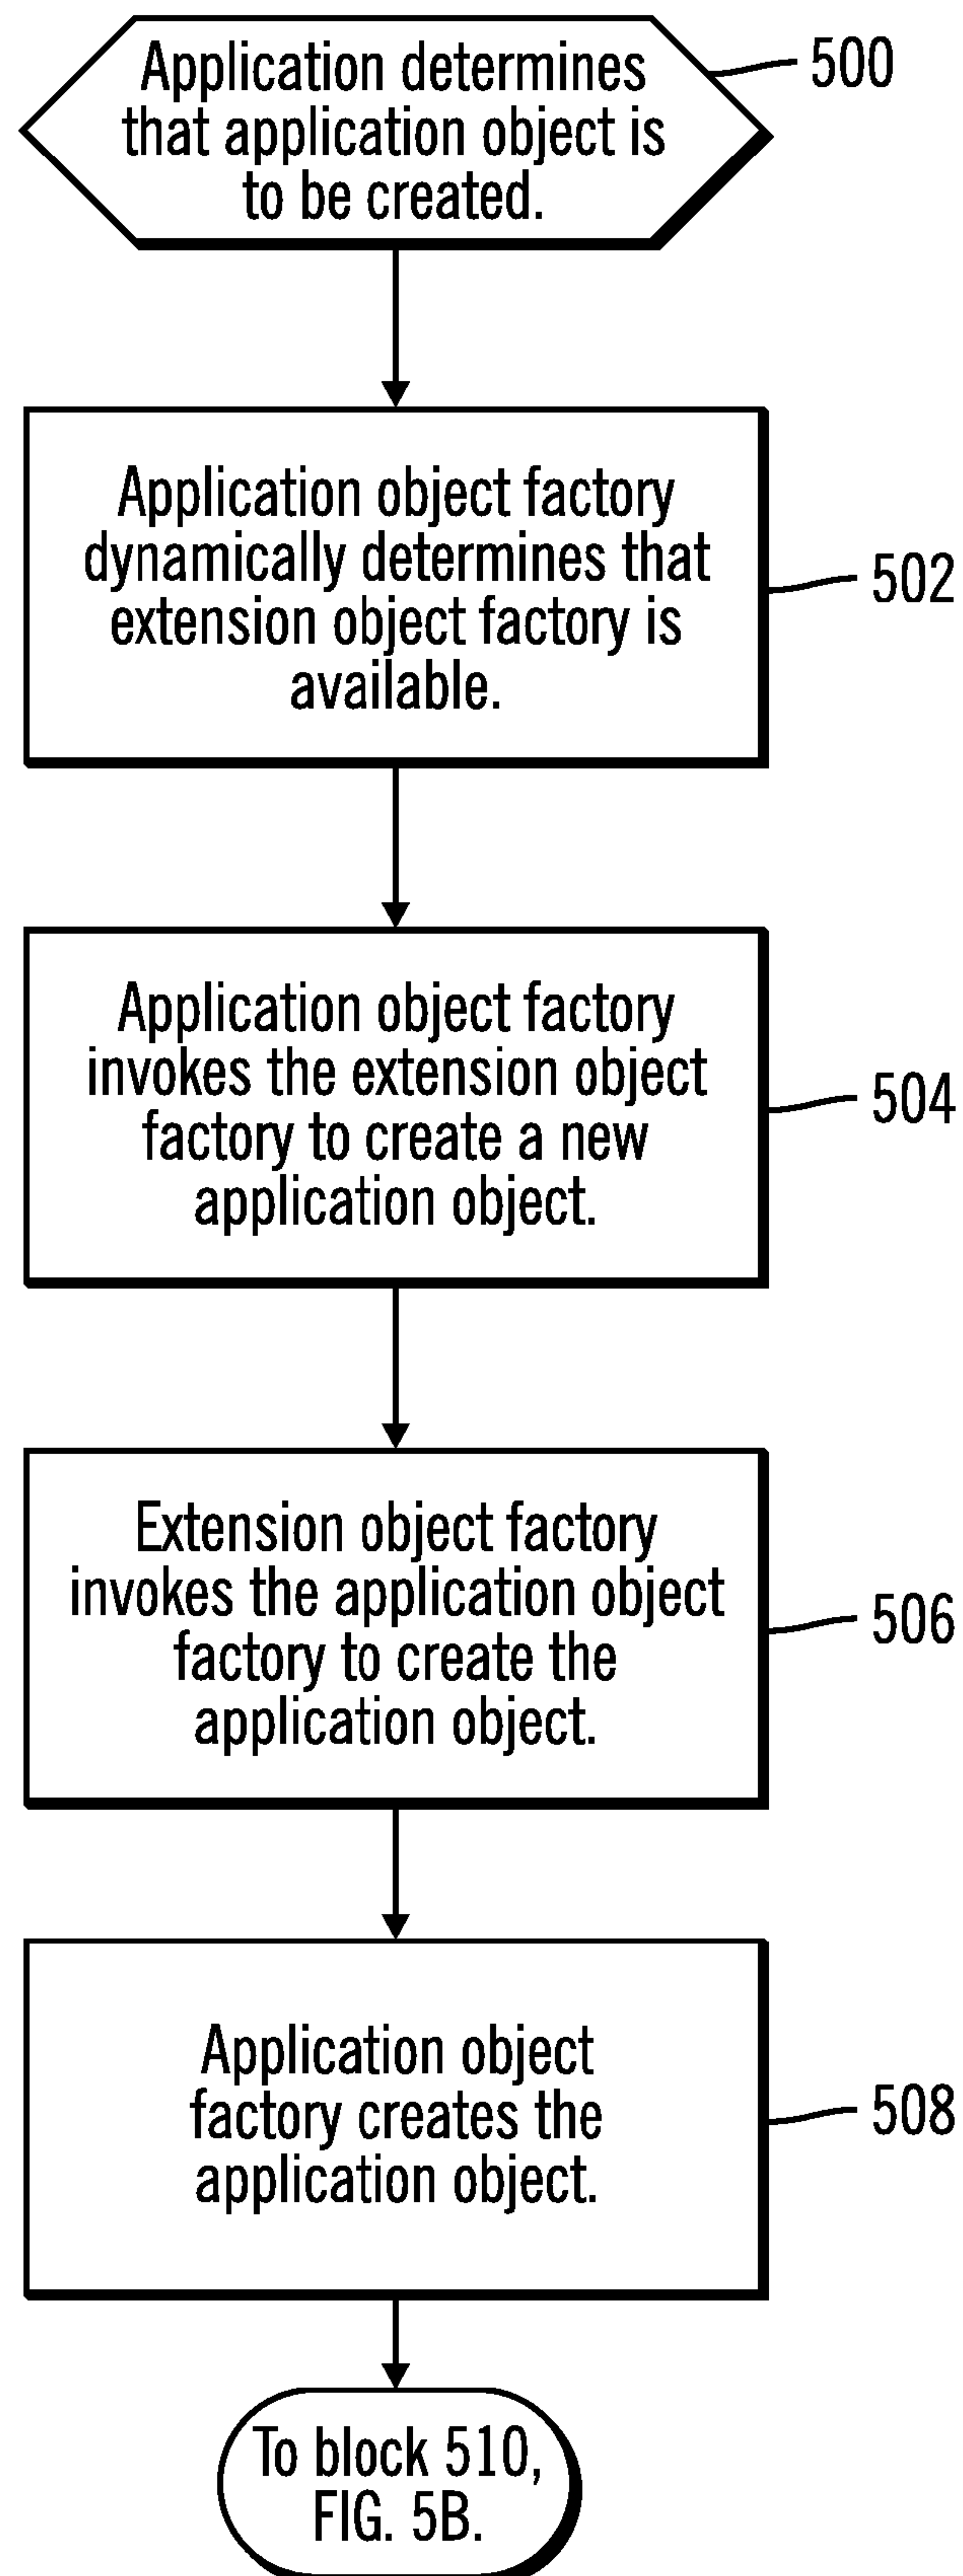 Application determines
that application object is
to be created.
500
Application object factory
dynamically determines that
extension object factory is
available.
502
Application object factory
invokes the extension object
factory to create a new
application object.
504
Extension object factory
invokes the application object
factory to create the
application object.
506
Application object
factory creates the
application object.
508
To block 510,
FIG. 5B.